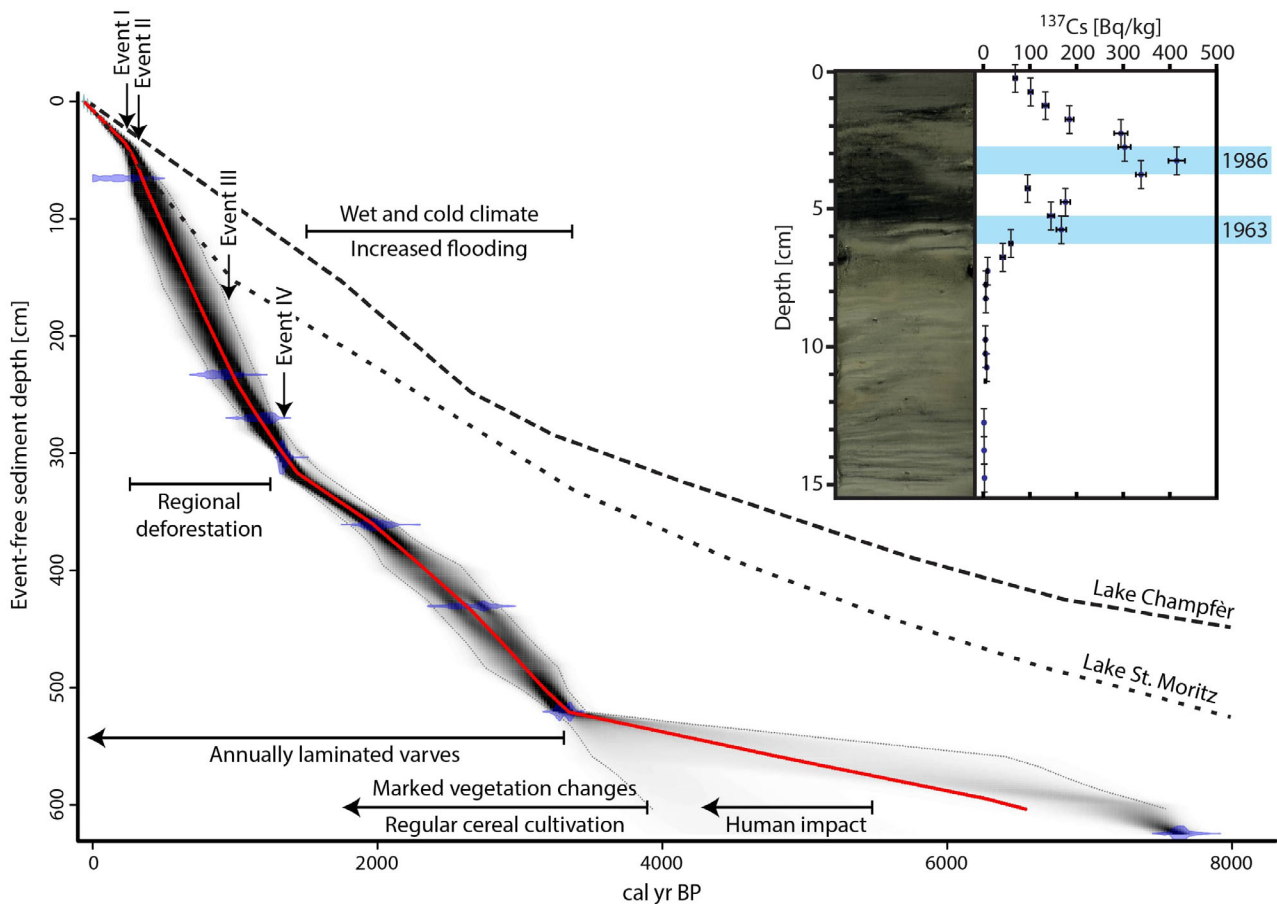 Event I
Event II
Event III
Event IV
Wet and cold climate
Increased flooding
Regional
deforestation
Annually laminated varves
Marked vegetation changes
Regular cereal cultivation
Human impact
Lake Champfèr
Lake St. Moritz
Event-free sediment depth [cm]
0
100
200
300
400
500
600
0 2000 4000 6000 8000
cal yr BP
137Cs [Bq/kg]
0 100 200 300 400 500
Depth [cm]
0
5
10
15
1986
1963